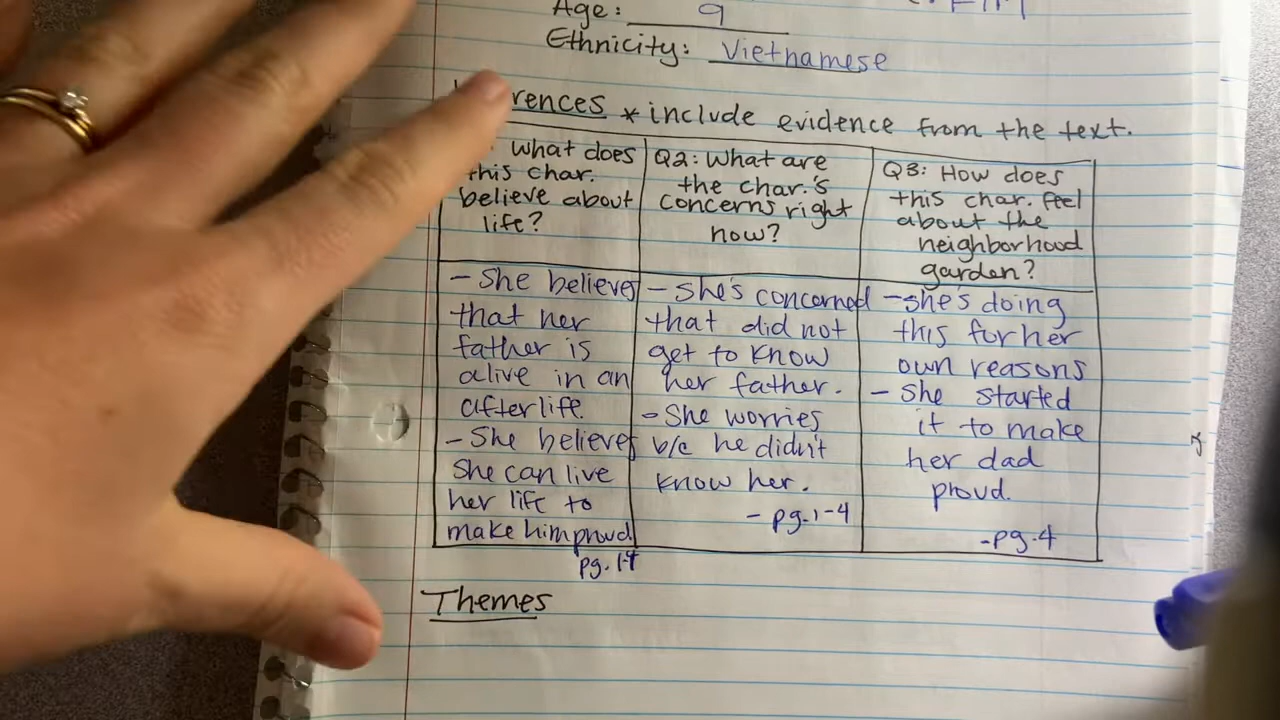 Age: 9
Ethnicity: Vietnamese
rences * include evidence from the text.
What does
this char.
believe about
life?
Q2: What are
the char.'s
concerns right
now?
Q3: How does
this char. feel
about the
neighborhood
garden?
- She believes
that her
father is
alive in an
afterlife.
- She believes
she can live
her life to
make him proud
pg. 1-4
- She's concerned
that did not
get to know
her father.
- She worries
b/c he didn't
know her.
- pg. 1-4
- she's doing
this for her
own reasons
- She started
it to make
her dad
proud.
- pg. 4
Themes